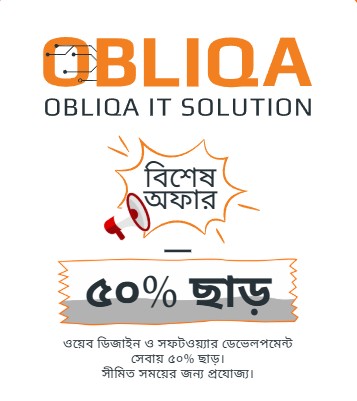 OBLIQA
OBLIQA IT SOLUTION
বিশেষ
অফার
৫০% ছাড়
ওয়েব ডিজাইন ও সফটওয়্যার ডেভেলপমেন্ট
সেবায় ৫০% ছাড়।
সীমিত সময়ের জন্য প্রযোজ্য।